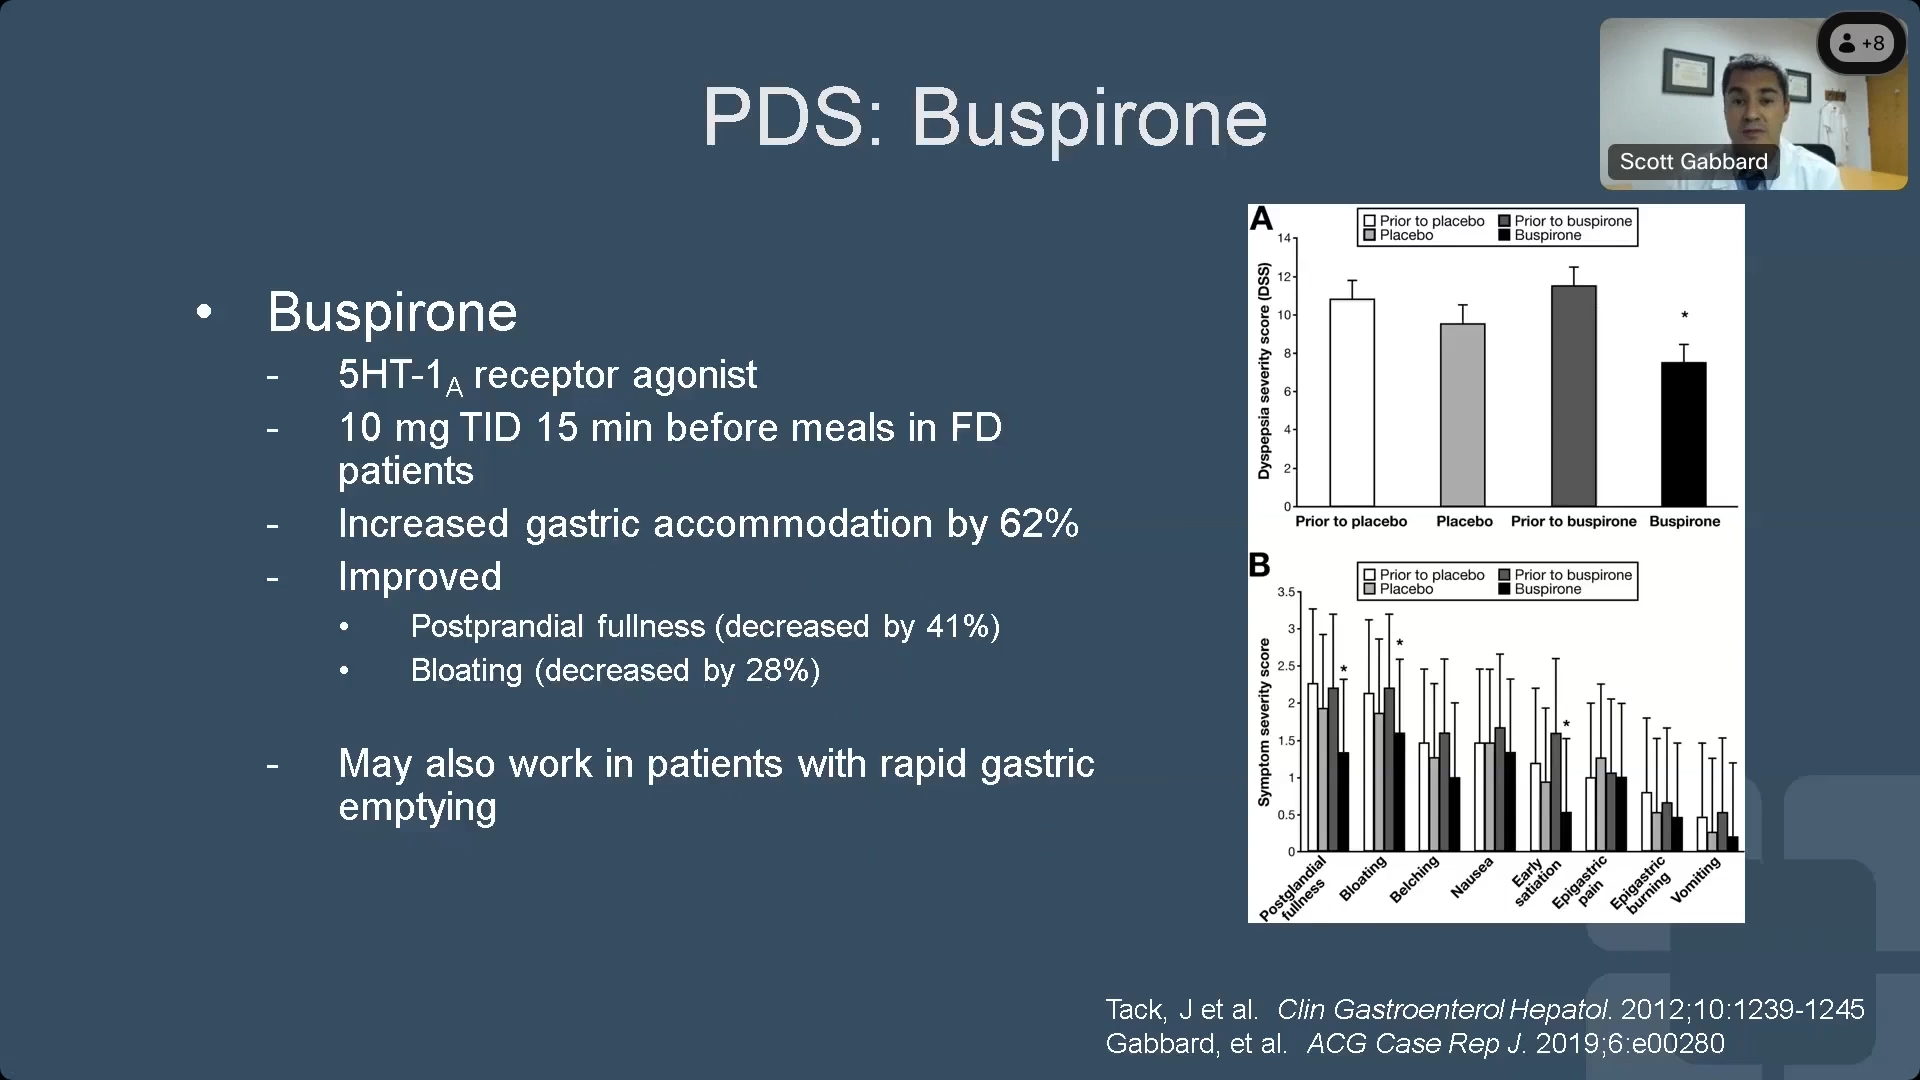 PDS: Buspirone
+8
Scott Gabbard
• Buspirone
- 5HT-1A receptor agonist
- 10 mg TID 15 min before meals in FD
patients
- Increased gastric accommodation by 62%
- Improved
• Postprandial fullness (decreased by 41%)
• Bloating (decreased by 28%)
- May also work in patients with rapid gastric
emptying
A
Prior to placebo Prior to buspirone
Placebo Buspirone
Dyspepsia severity score (DSS)
14
12
10
8
6
4
2
0
*
Prior to placebo Placebo Prior to buspirone Buspirone
B
Prior to placebo Prior to buspirone
Placebo Buspirone
Symptom severity score
3.5
3
2.5
2
1.5
1
0.5
0
* * *
Postglandial
fullness
Bloating
Belching
Nausea
Early
satiation
Epigastric
pain
Epigastric
burning
Vomiting
Tack, J et al. Clin Gastroenterol Hepatol. 2012;10:1239-1245
Gabbard, et al. ACG Case Rep J. 2019;6:e00280